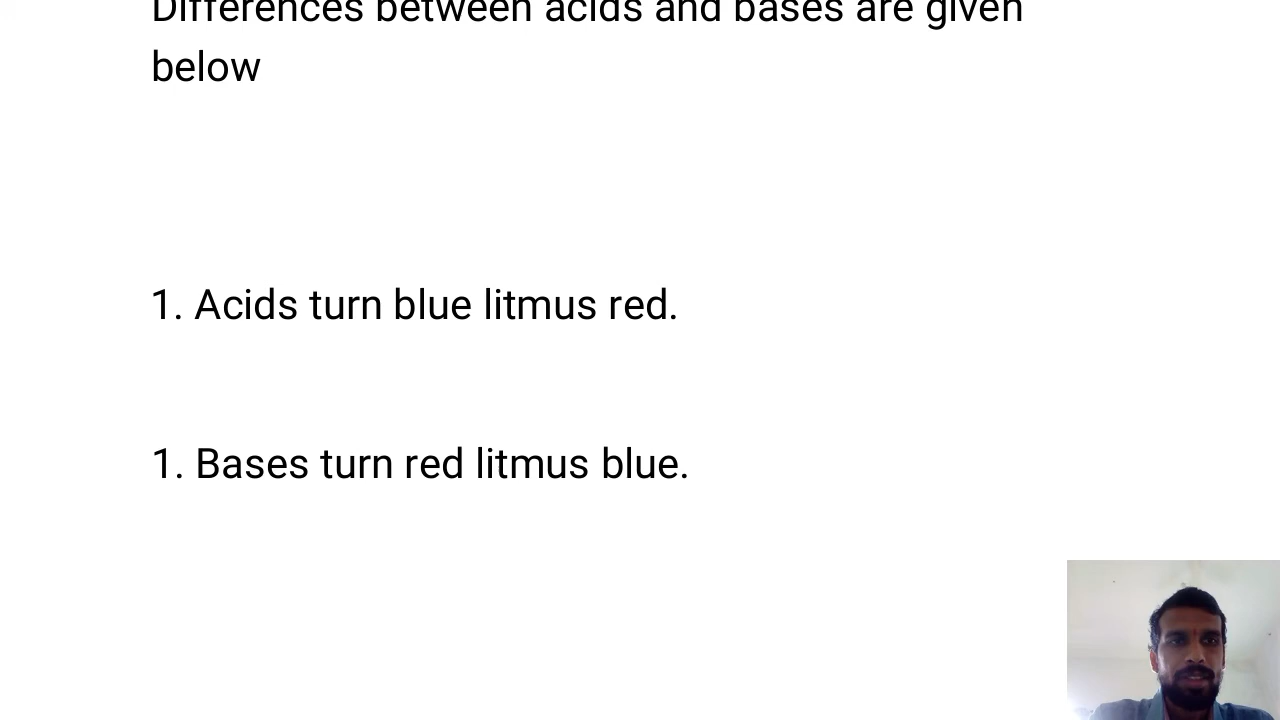 Differences between acids and bases are given
below
1. Acids turn blue litmus red.
1. Bases turn red litmus blue.